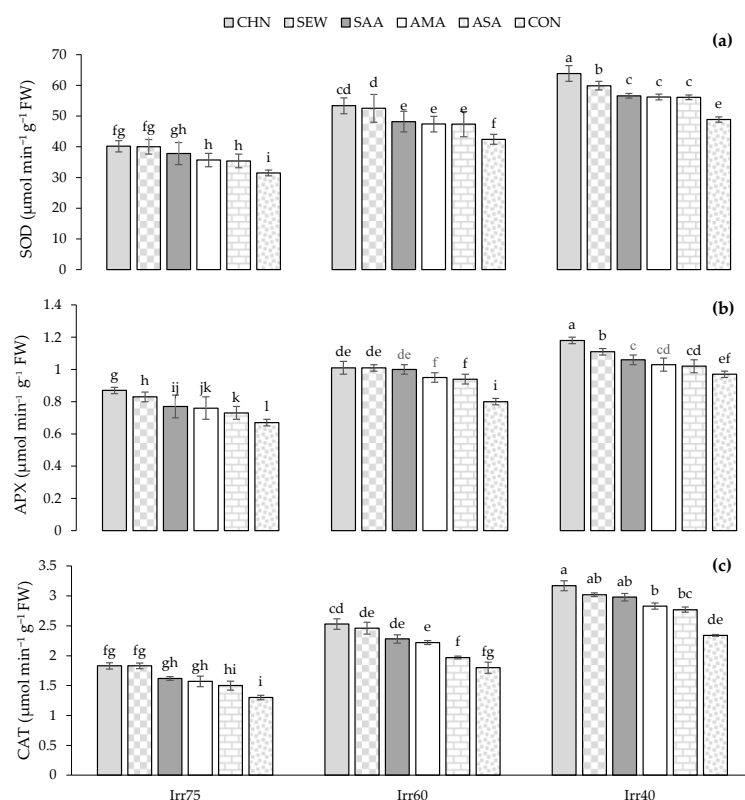 CHN SEW SAA AMA ASA CON
(a)
SOD (µmol min⁻¹ g⁻¹ FW)
70
60
50
40
30
20
10
0
fg fg gh h h i
cd d e e e f
a b c c c e
(b)
APX (µmol min⁻¹ g⁻¹ FW)
1.4
1.2
1
0.8
0.6
0.4
0.2
0
g h ij jk k l
de de de f f i
a b c cd cd ef
(c)
CAT (µmol min⁻¹ g⁻¹ FW)
3.5
3
2.5
2
1.5
1
0.5
0
fg fg gh gh hi i
cd de de e f fg
a ab ab b bc de
Irr75 Irr60 Irr40